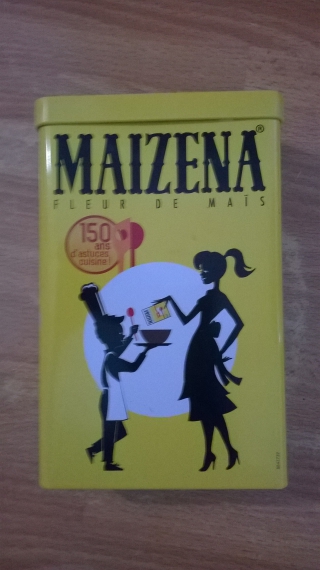 MAIZENA®
FLEUR DE MAÏS
150
ans
d'astuces
cuisine !